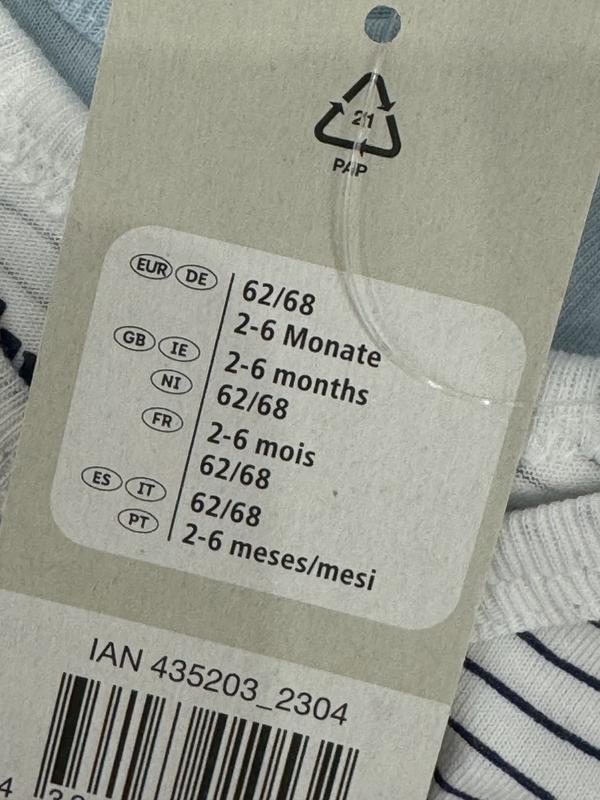 21
PAP
EUR DE 62/68
2-6 Monate
GB IE 2-6 months
NI 62/68
FR 2-6 mois
62/68
ES IT 62/68
PT 2-6 meses/mesi
IAN 435203_2304
4